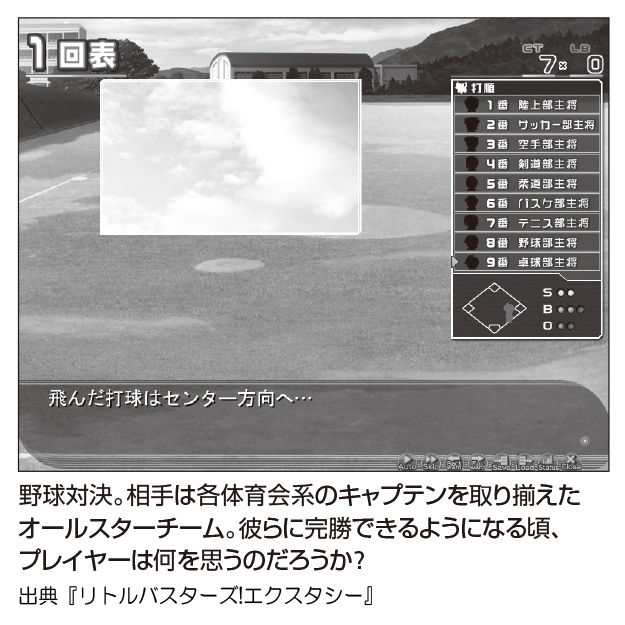 1回表
CT LB
7× 0
打順
1番 陸上部主将
2番 サッカー部主将
3番 空手部主将
4番 剣道部主将
5番 柔道部主将
6番 バスケ部主将
7番 テニス部主将
8番 野球部主将
9番 卓球部主将
S
B
O
飛んだ打球はセンター方向へ…
Auto Skip Save Load Status Close
野球対決。相手は各体育会系のキャプテンを取り揃えた
オールスターチーム。彼らに完勝できるようになる頃、
プレイヤーは何を思うのだろうか?
出典『リトルバスターズ!エクスタシー』